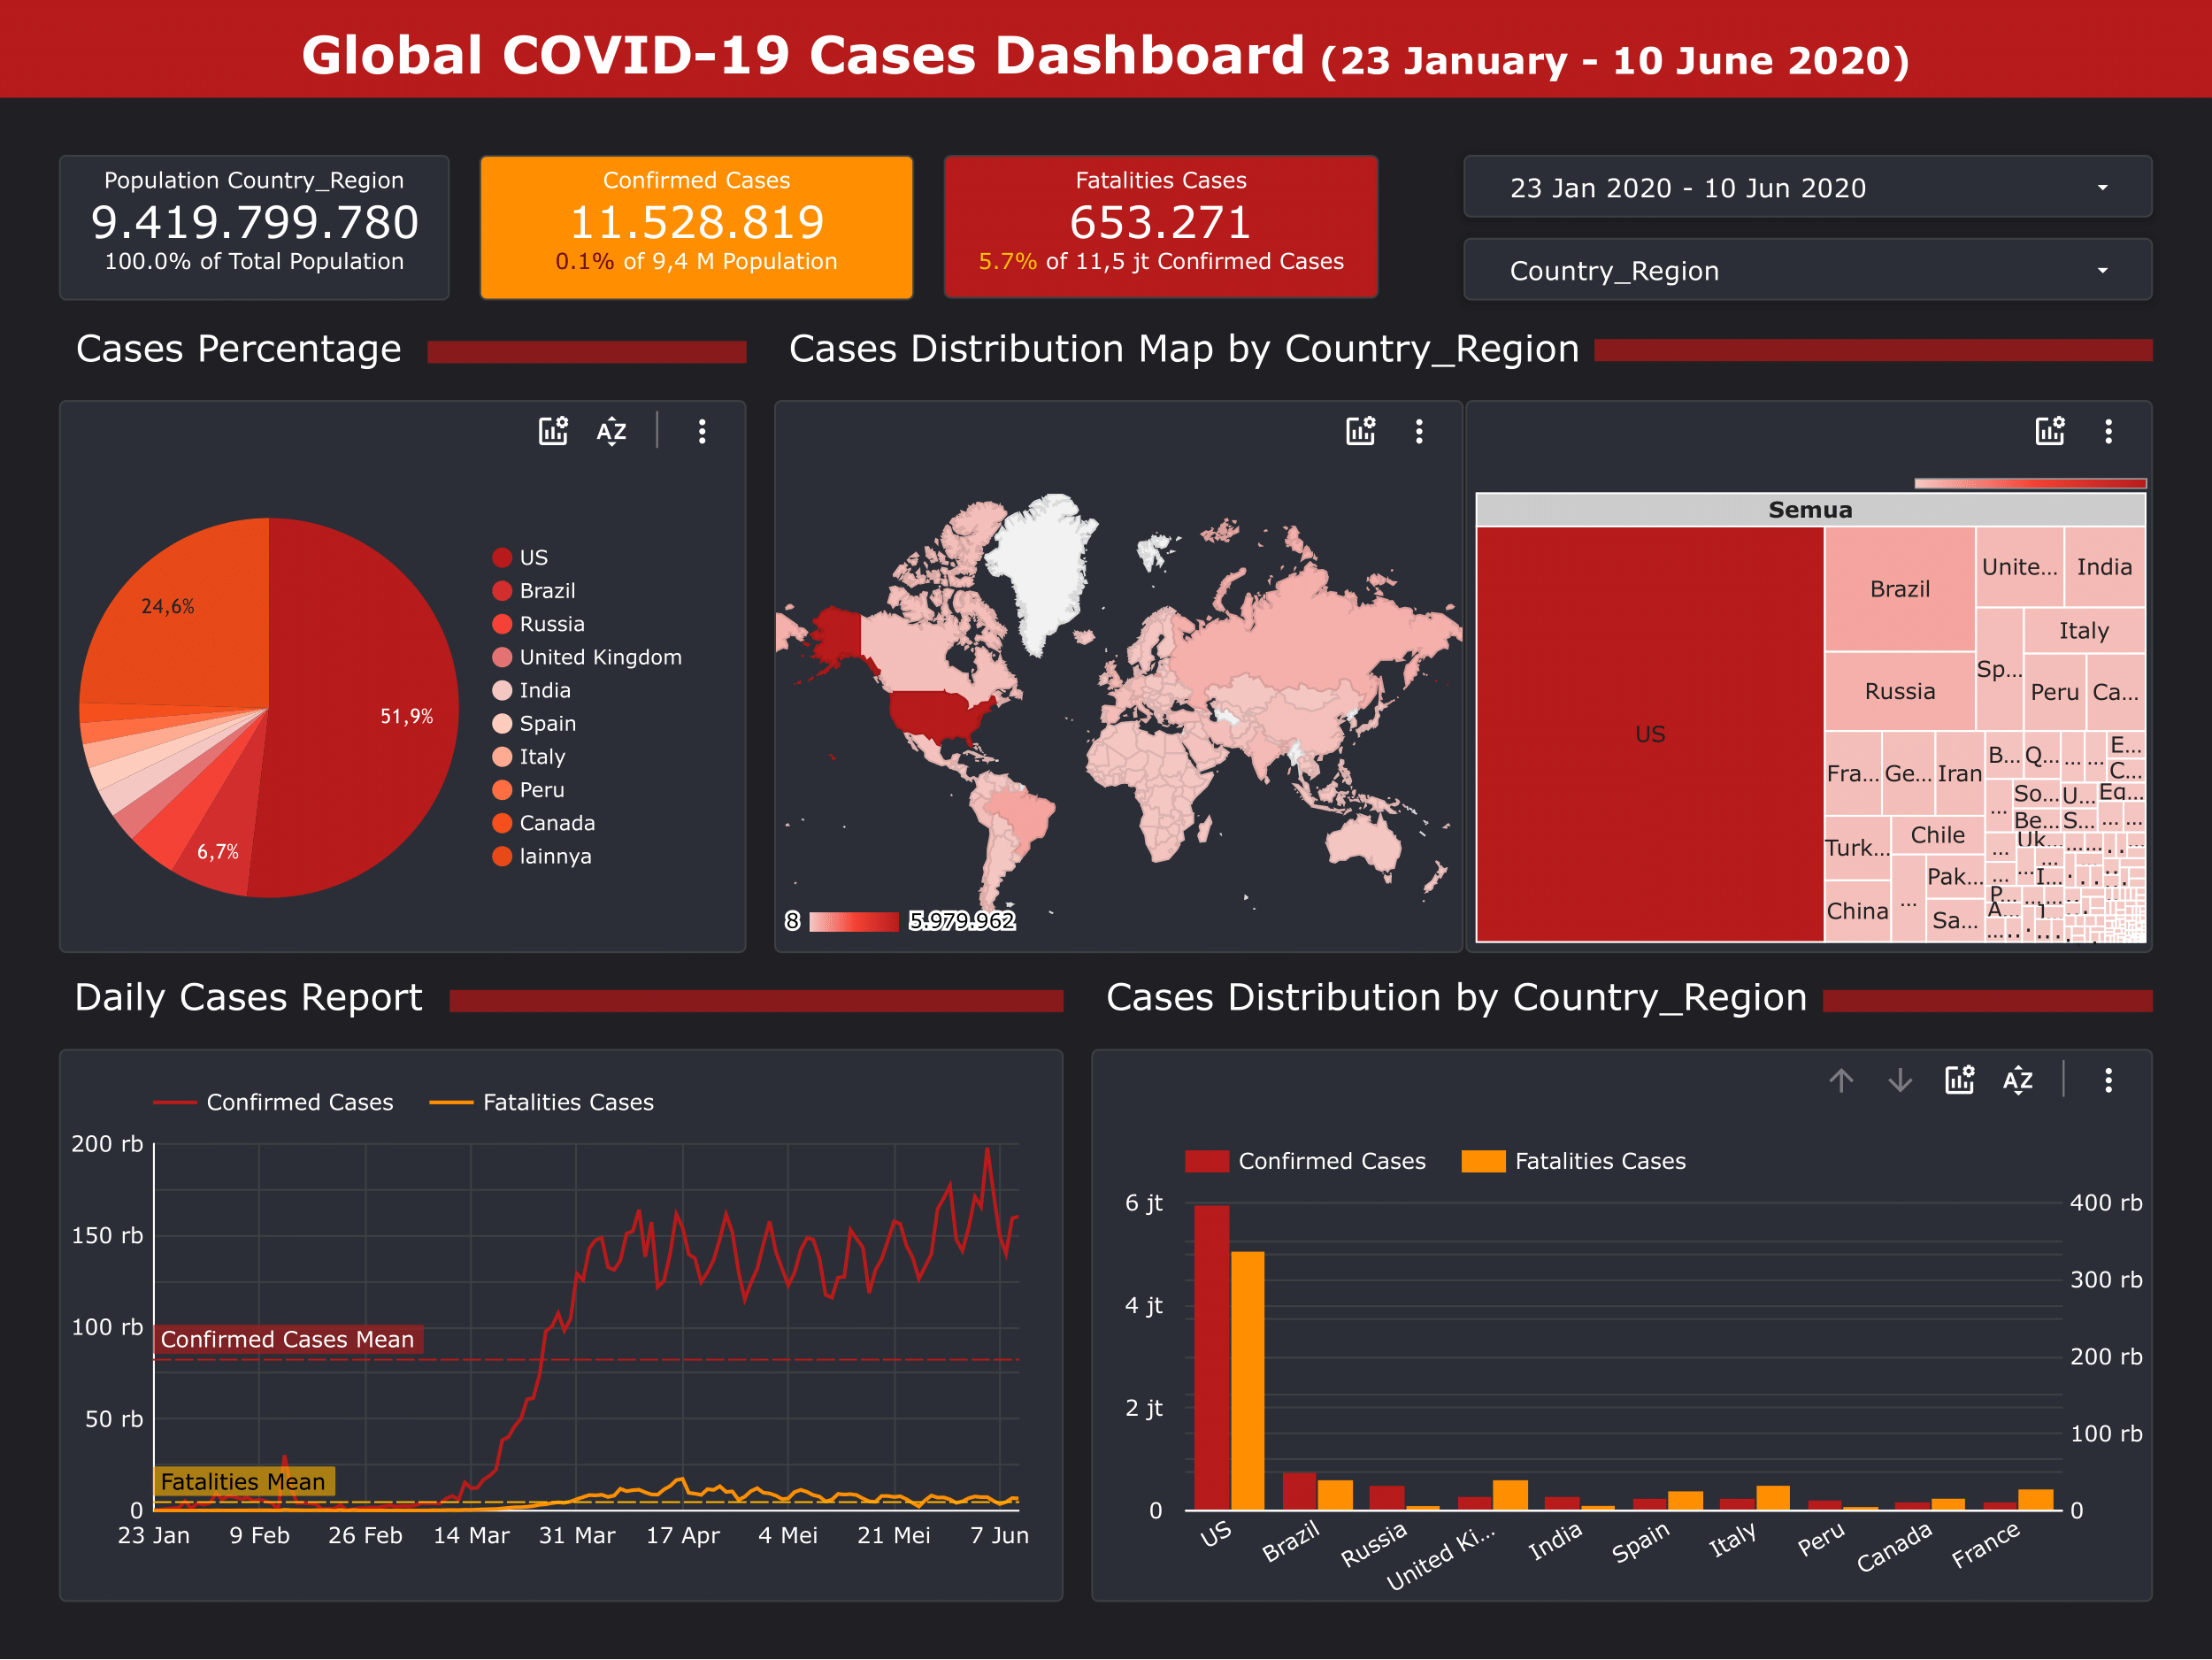 Global COVID-19 Cases Dashboard (23 January - 10 June 2020)
Population Country_Region
9.419.799.780
100.0% of Total Population
Confirmed Cases
11.528.819
0.1% of 9,4 M Population
Fatalities Cases
653.271
5.7% of 11,5 jt Confirmed Cases
23 Jan 2020 - 10 Jun 2020
Country_Region
Cases Percentage
Cases Distribution Map by Country_Region
AZ
24,6%
51,9%
6,7%
US
Brazil
Russia
United Kingdom
India
Spain
Italy
Peru
Canada
lainnya
8
5.979.962
Semua
US
Brazil
Unite...
India
Russia
Sp...
Italy
Peru
Ca...
Fra...
Ge...
Iran
B...
Q...
...
...
E...
C...
...
So...
U...
Eq...
Be...
S...
...
...
Turk...
Chile
...
Uk...
Pak...
I...
China
...
Sa...
P...
A...
Daily Cases Report
Cases Distribution by Country_Region
Confirmed Cases
Fatalities Cases
200 rb
150 rb
100 rb
50 rb
0
Confirmed Cases Mean
Fatalities Mean
23 Jan
9 Feb
26 Feb
14 Mar
31 Mar
17 Apr
4 Mei
21 Mei
7 Jun
AZ
Confirmed Cases
Fatalities Cases
6 jt
4 jt
2 jt
0
400 rb
300 rb
200 rb
100 rb
0
US
Brazil
Russia
United Ki...
India
Spain
Italy
Peru
Canada
France